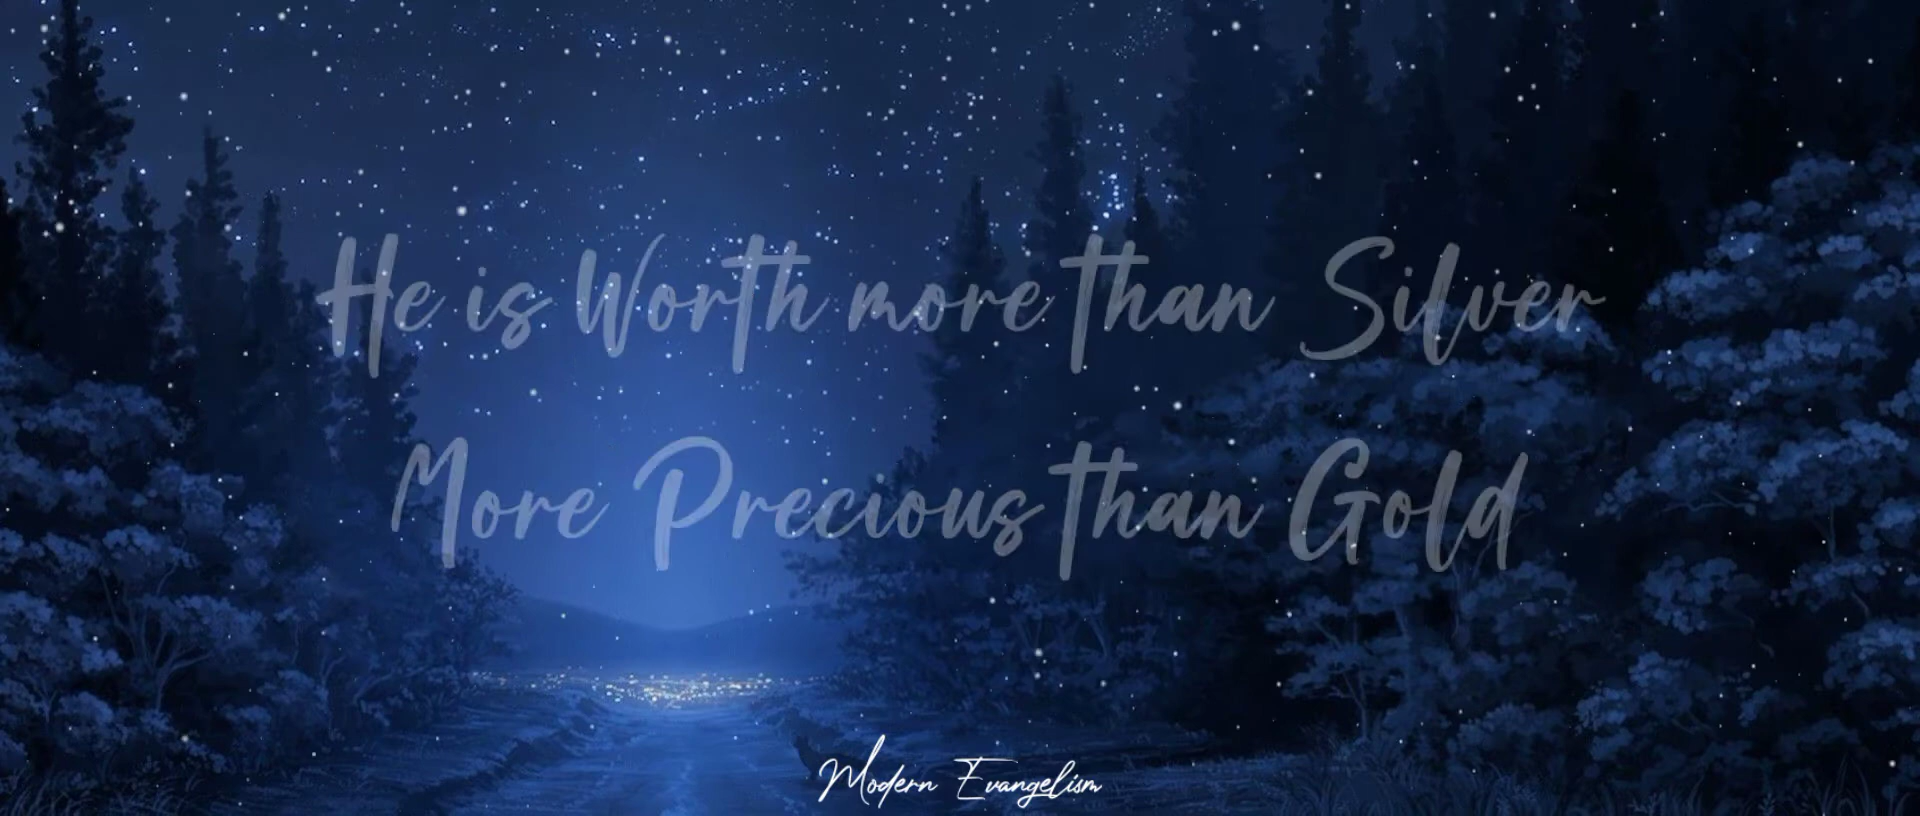 He is Worth more than Silver
More Precious than Gold
Modern Evangelism